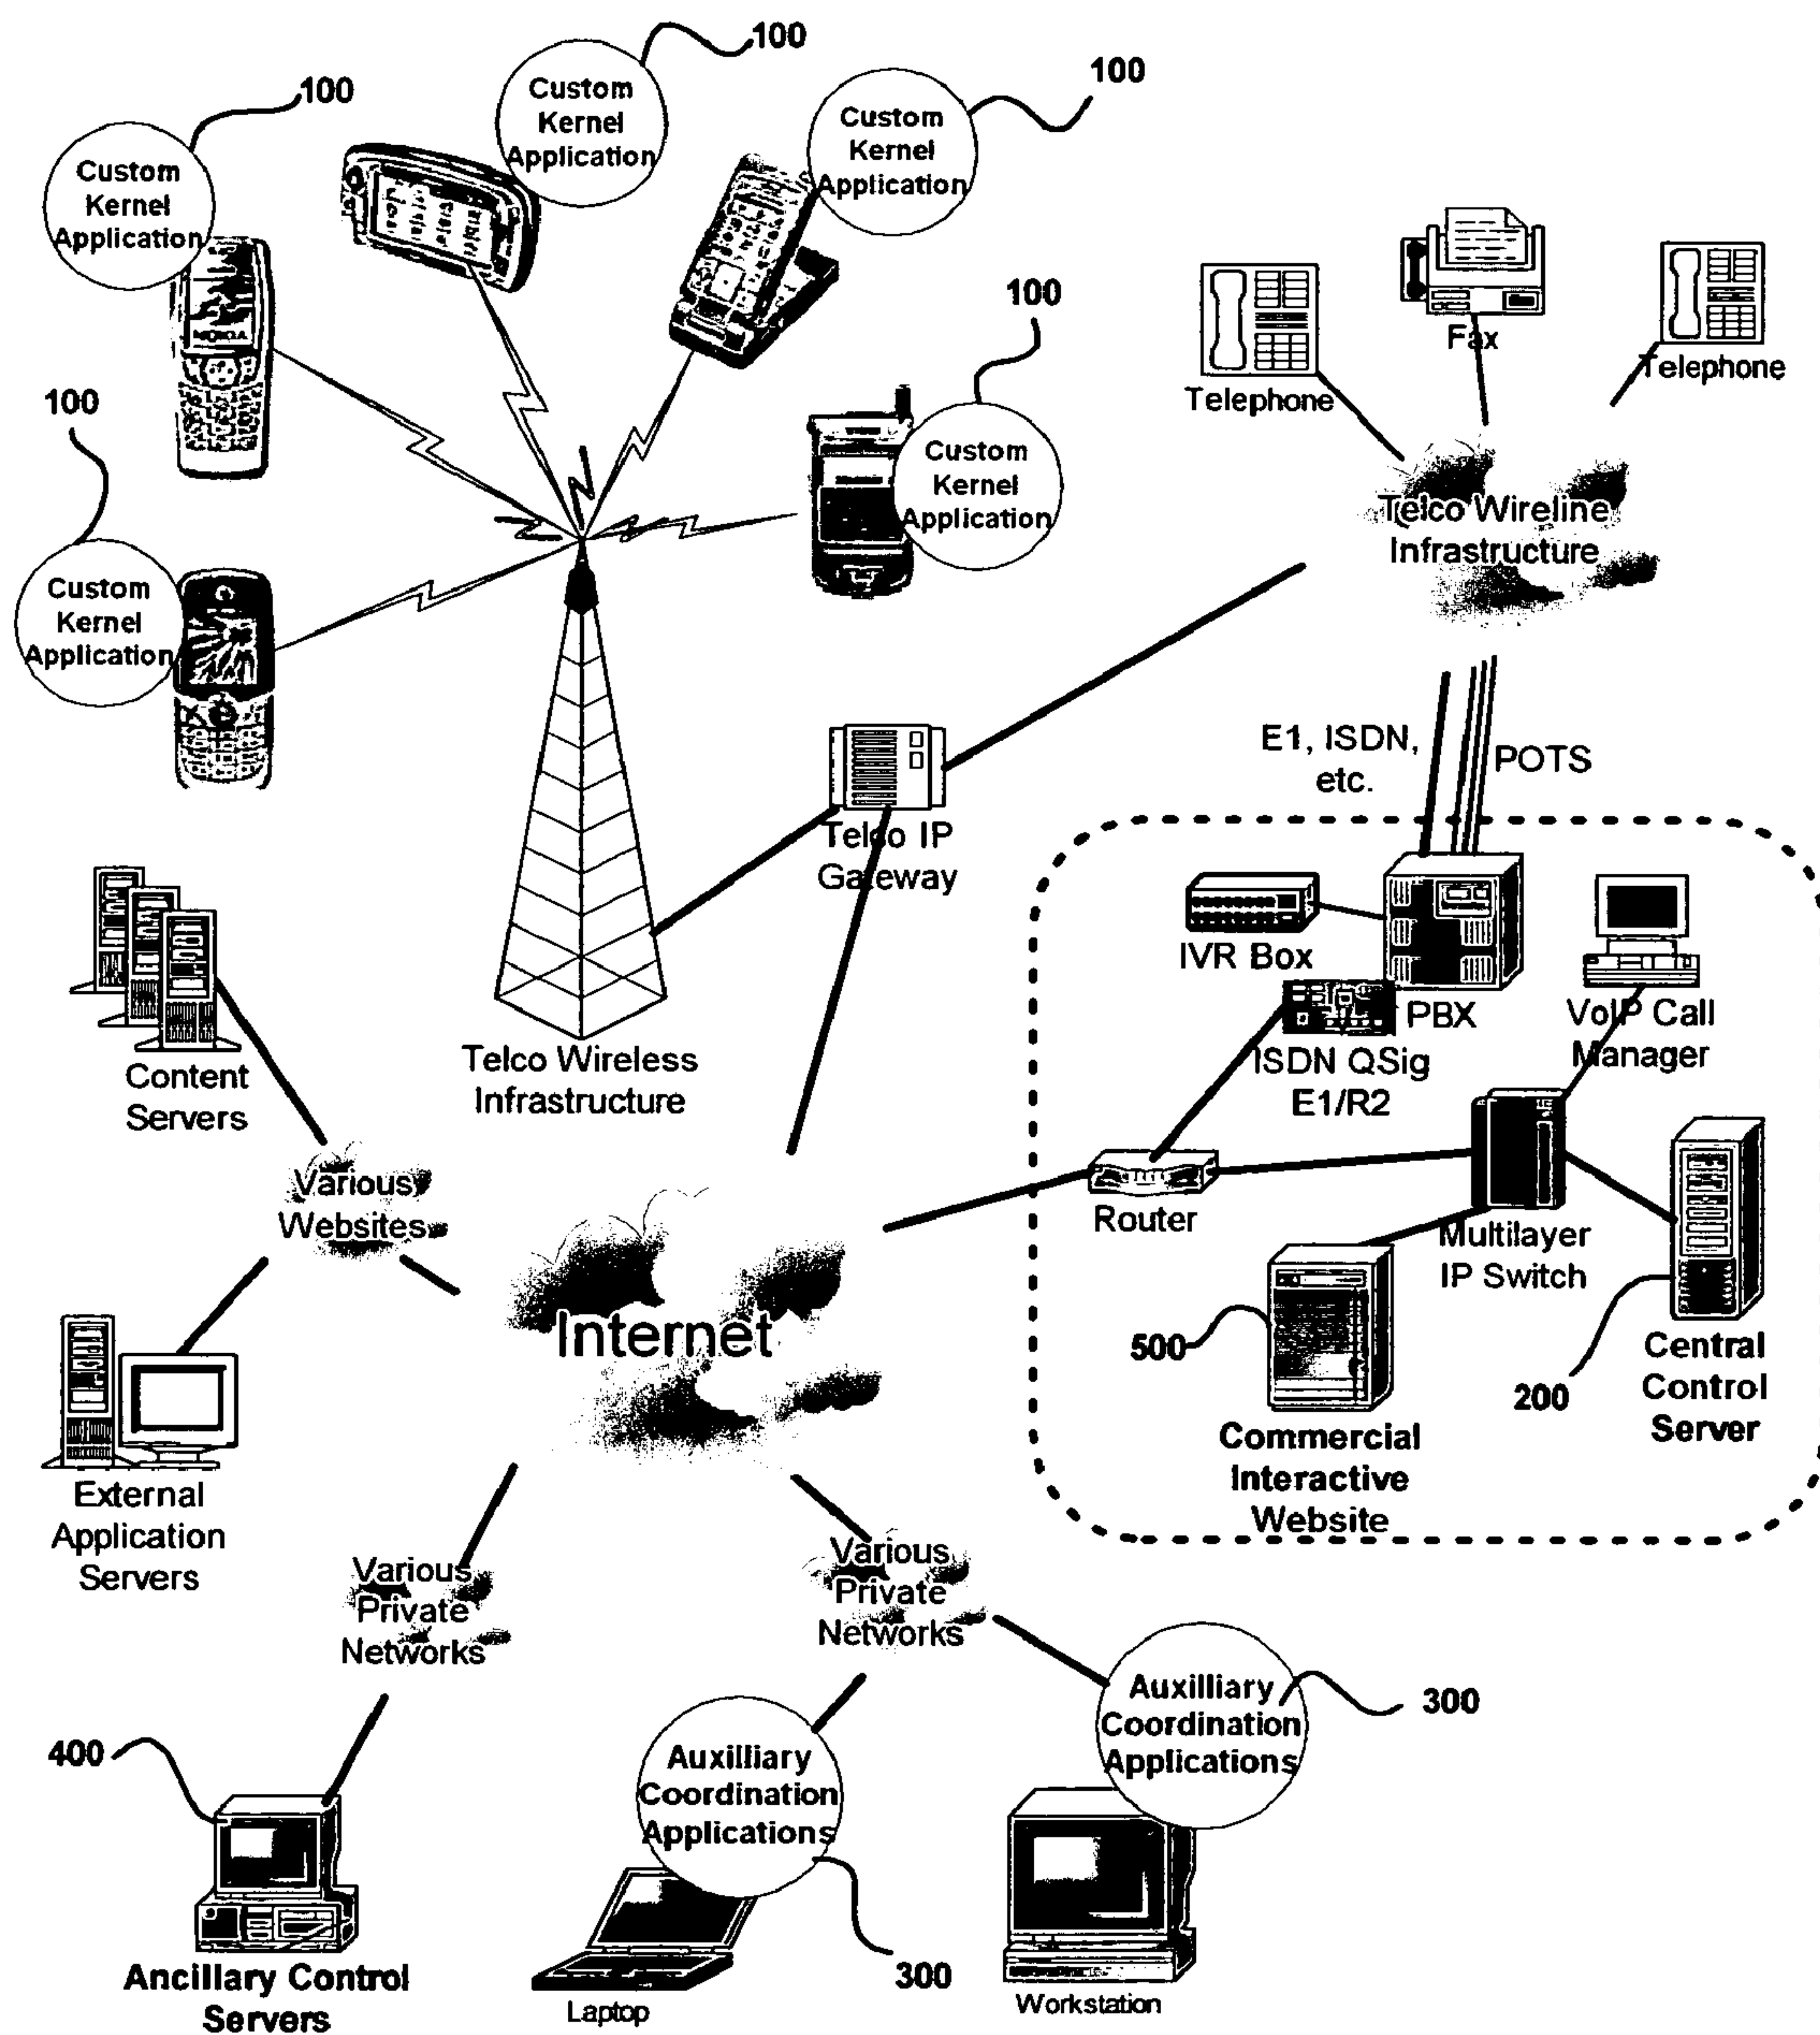 100
100
100
Custom
Kernel
Application
Custom
Kernel
Application
Custom
Kernel
Application
NOKIA
100
Custom
Kernel
Application
100
Custom
Kernel
Application
Fax
Telephone
Telephone
Telco Wireline
Infrastructure
E1, ISDN,
etc.
POTS
Telco IP
Gateway
IVR Box
PBX
ISDN QSig
E1/R2
VoIP Call
Manager
Telco Wireless
Infrastructure
Content
Servers
Various
Websites
Router
Multilayer
IP Switch
Internet
500
200
Central
Control
Server
Commercial
Interactive
Website
External
Application
Servers
Various
Private
Networks
Various
Private
Networks
Auxilliary
Coordination
Applications
300
400
Auxilliary
Coordination
Applications
300
Ancillary Control
Servers
Laptop
Workstation